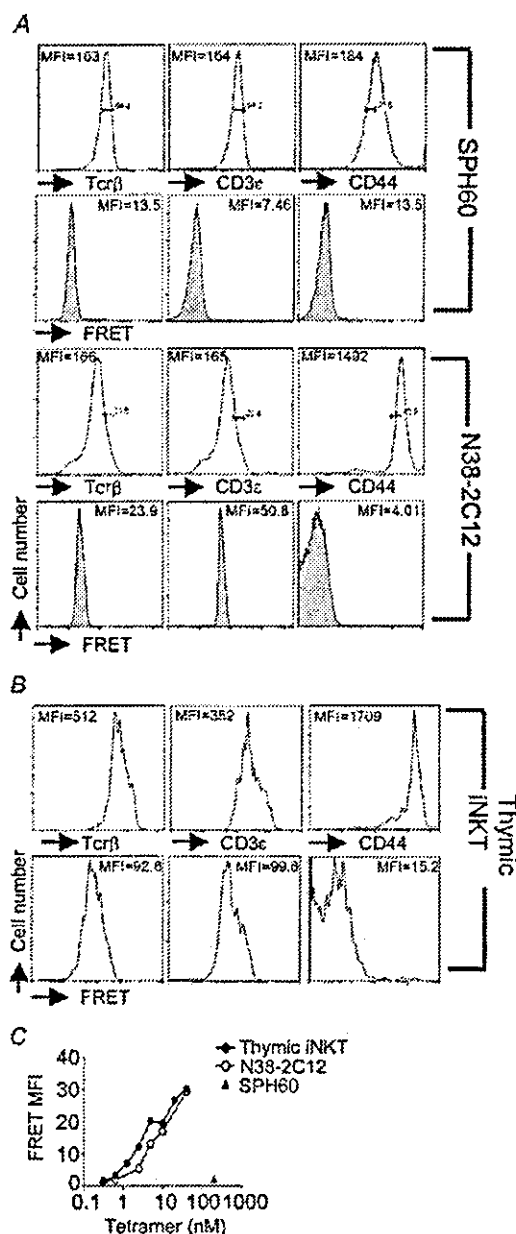 A
MFI=163 MFI=164 MFI=184
Tcrβ CD3ε CD44
SPH60
MFI=13.5 MFI=7.46 MFI=13.5
FRET
MFI=166 MFI=165 MFI=1402
Tcrβ CD3ε CD44
N38-2C12
MFI=23.9 MFI=50.8 MFI=4.01
Cell number
FRET
B
MFI=512 MFI=352 MFI=1709
Tcrβ CD3ε CD44
Thymic
iNKT
MFI=92.6 MFI=99.6 MFI=15.2
Cell number
FRET
C
Thymic iNKT
N38-2C12
SPH60
FRET MFI
40
30
20
10
0
0.1 1 10 100 1000
Tetramer (nM)